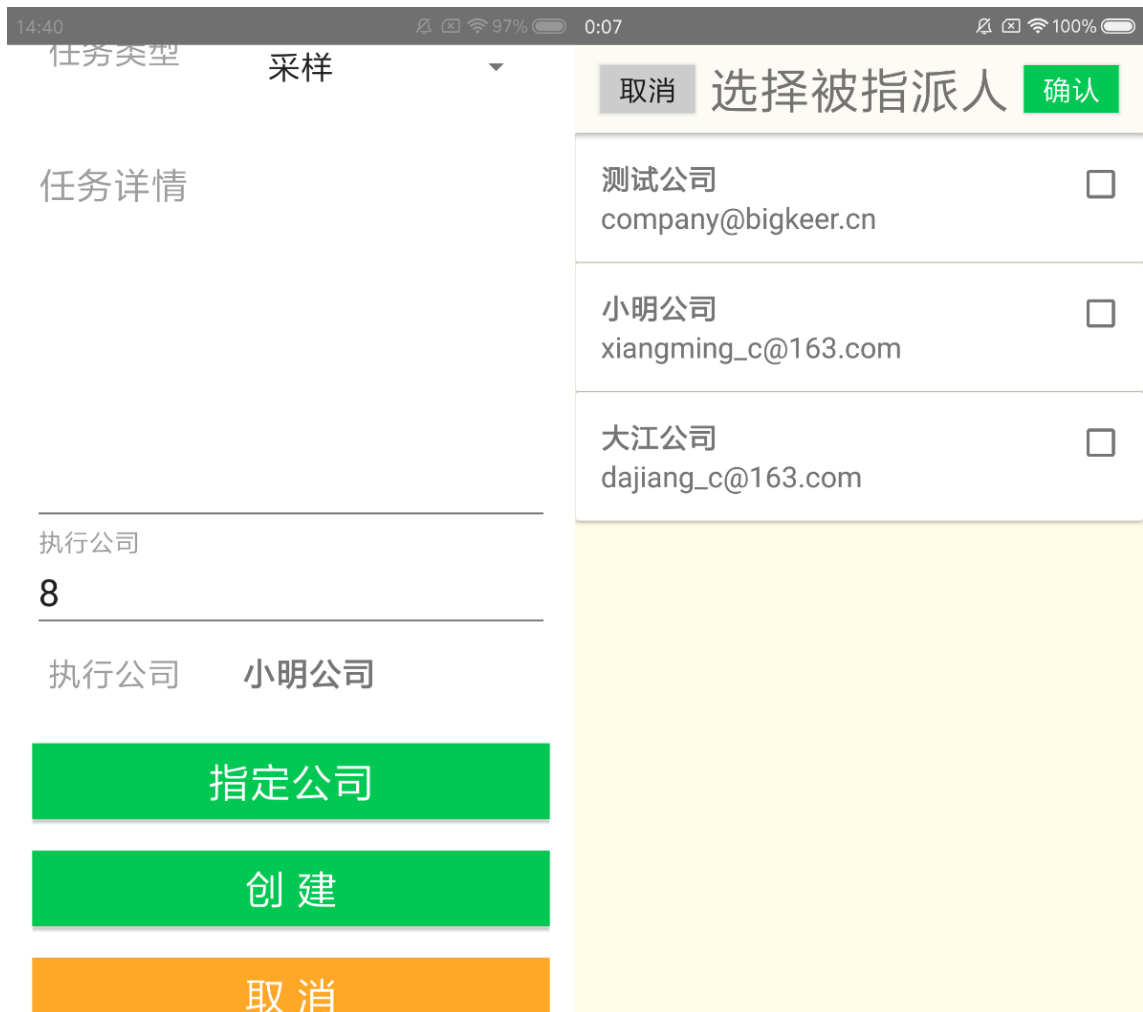 14:40
97%
任务类型
采样
任务详情
执行公司
8
执行公司 小明公司
指定公司
创 建
取 消
0:07
100%
取消 选择被指派人 确认
测试公司
company@bigkeer.cn
小明公司
xiangming_c@163.com
大江公司
dajiang_c@163.com